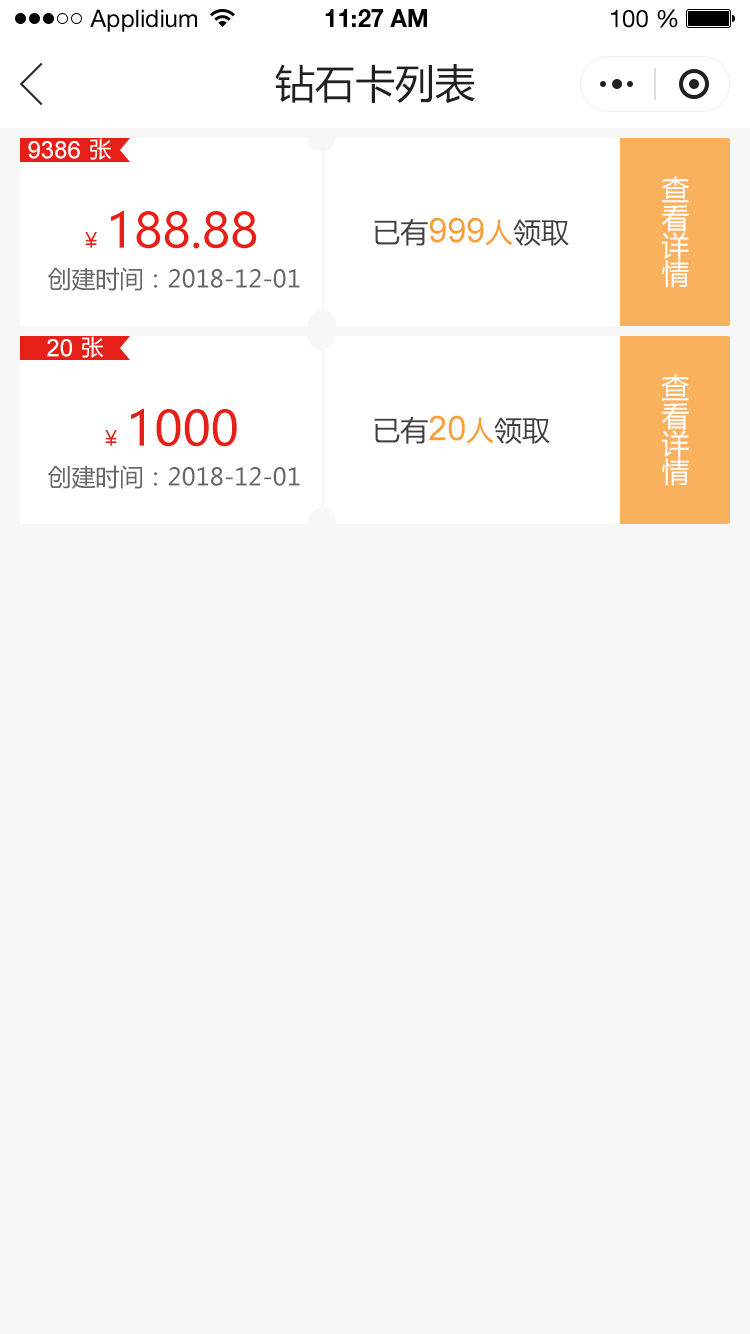 Applidium 11:27 AM 100 %
钻石卡列表
9386 张
¥ 188.88
创建时间：2018-12-01
已有999人领取
查看详情
20 张
¥ 1000
创建时间：2018-12-01
已有20人领取
查看详情